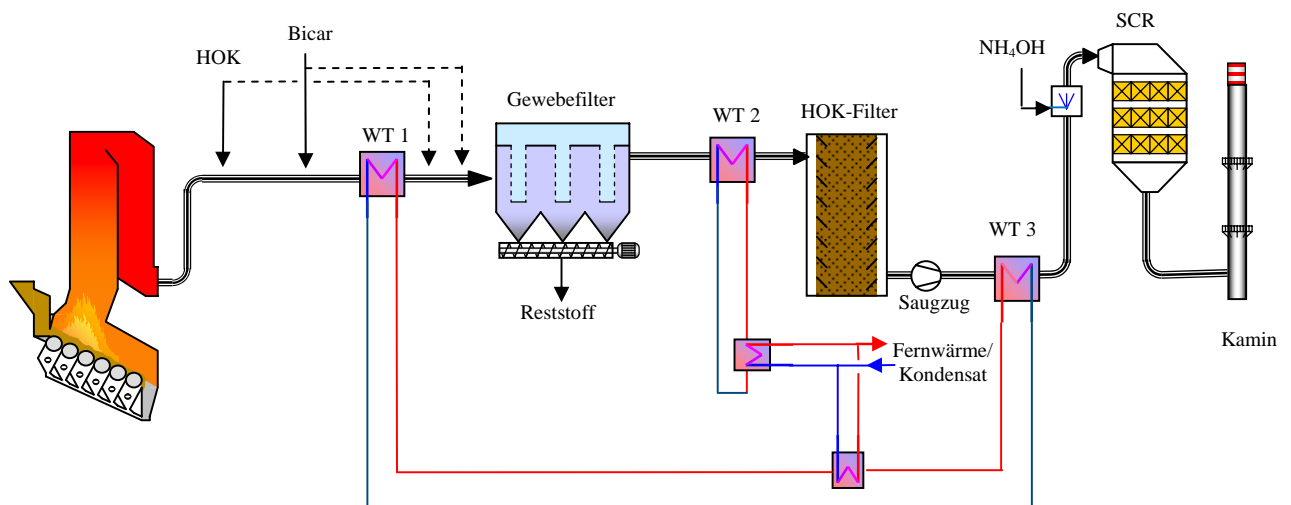 SCR
Bicar
NH₄OH
HOK
Gewebefilter
WT 2
HOK-Filter
WT 1
WT 3
Saugzug
Reststoff
Kamin
Fernwärme/
Kondensat